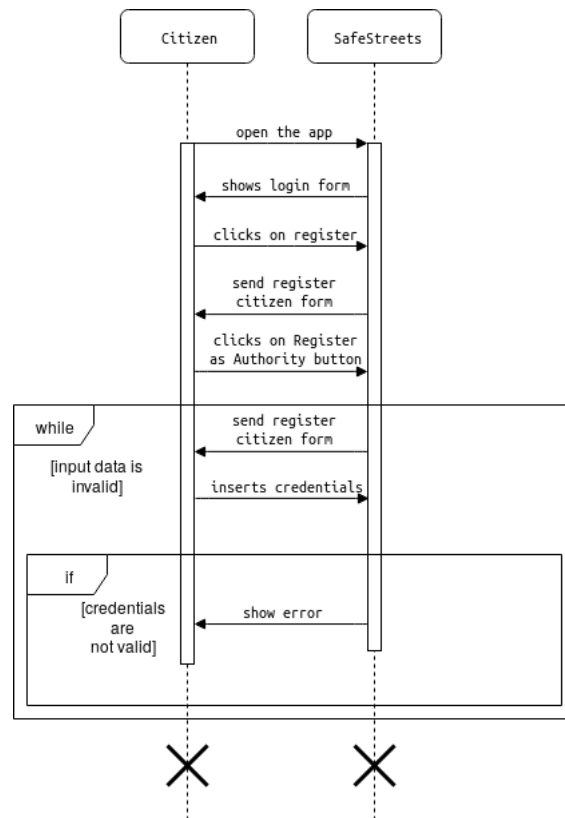 Citizen
SafeStreets
open the app
shows login form
clicks on register
send register
citizen form
clicks on Register
as Authority button
while
send register
citizen form
[input data is
invalid]
inserts credentials
if
[credentials
are
not valid]
show error